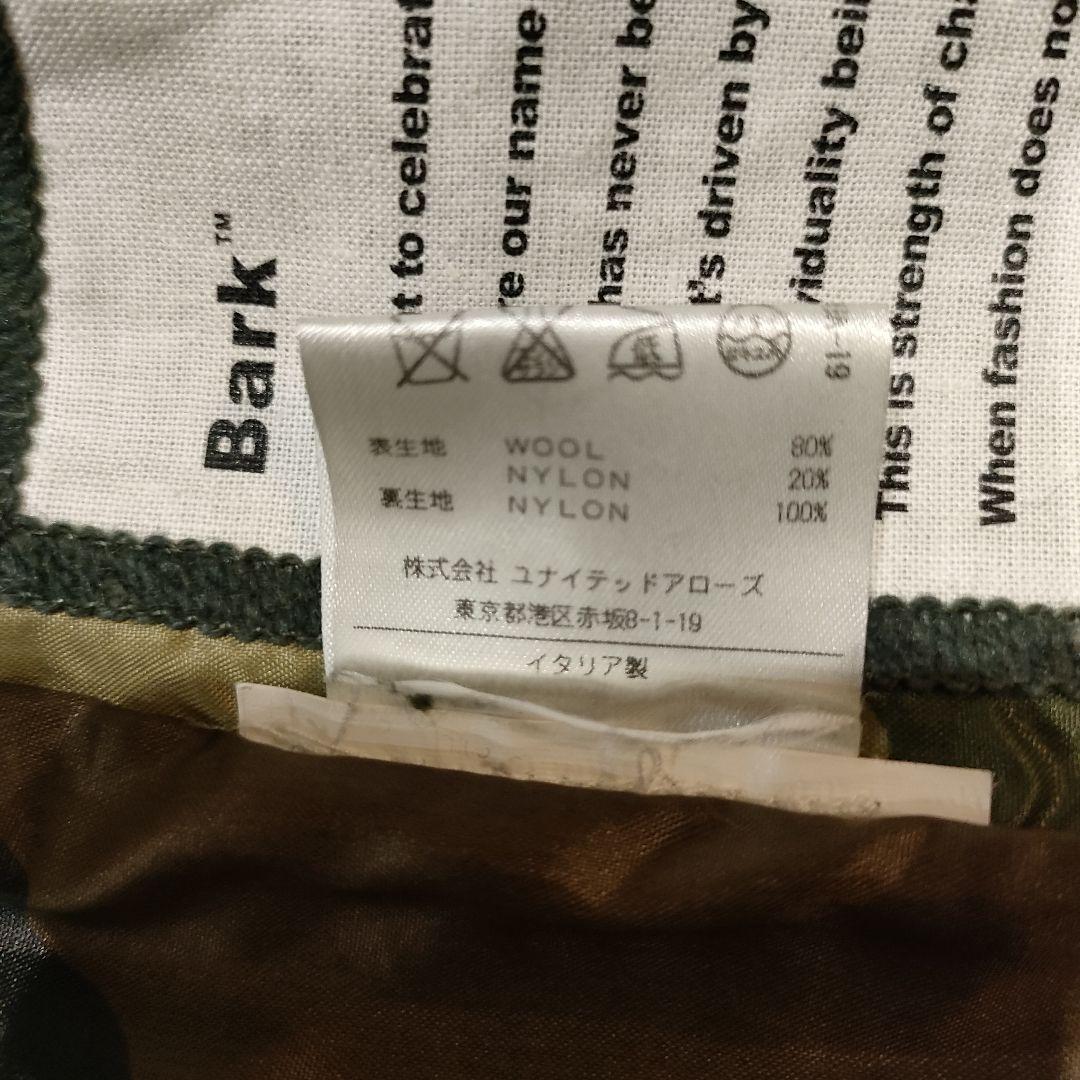 Bark™
t to celebrat
e our name
has never be
t's driven by
viduality bein
This is strength of cha
When fashion does no
表生地 WOOL 80%
NYLON 20%
裏生地 NYLON 100%
株式会社 ユナイテッドアローズ
東京都港区赤坂8-1-19
イタリア製